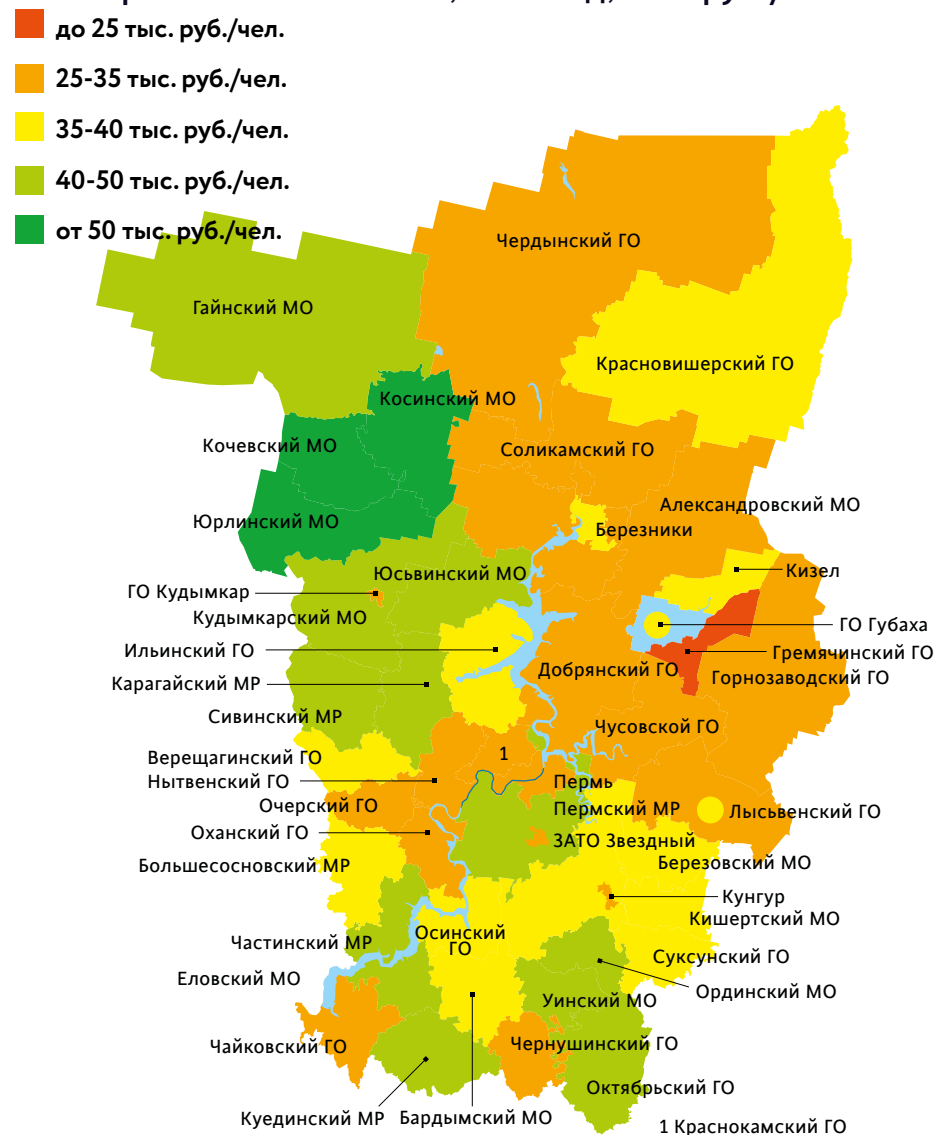 до 25 тыс. руб./чел.
25-35 тыс. руб./чел.
35-40 тыс. руб./чел.
40-50 тыс. руб./чел.
от 50 тыс. руб./чел.
Чердынский ГО
Гайнский МО
Красновишерский ГО
Косинский МО
Кочевский МО
Соликамский ГО
Александровский МО
Юрлинский МО
Березники
Юсьвинский МО
Кизел
ГО Кудымкар
Кудымкарский МО
ГО Губаха
Ильинский ГО
Гремячинский ГО
Добрянский ГО
Горнозаводский ГО
Карагайский МР
Сивинский МР
Чусовской ГО
Верещагинский ГО
1
Нытвенский ГО
Пермь
Очерский ГО
Пермский МР
Лысьвенский ГО
Оханский ГО
ЗАТО Звездный
Большесосновский МР
Березовский МО
Кунгур
Кишертский МО
Осинский
ГО
Частинский МР
Суксунский ГО
Еловский МО
Ординский МО
Уинский МО
Чайковский ГО
Чернушинский ГО
Октябрьский ГО
Куединский МР
Бардымский МО
1 Краснокамский ГО